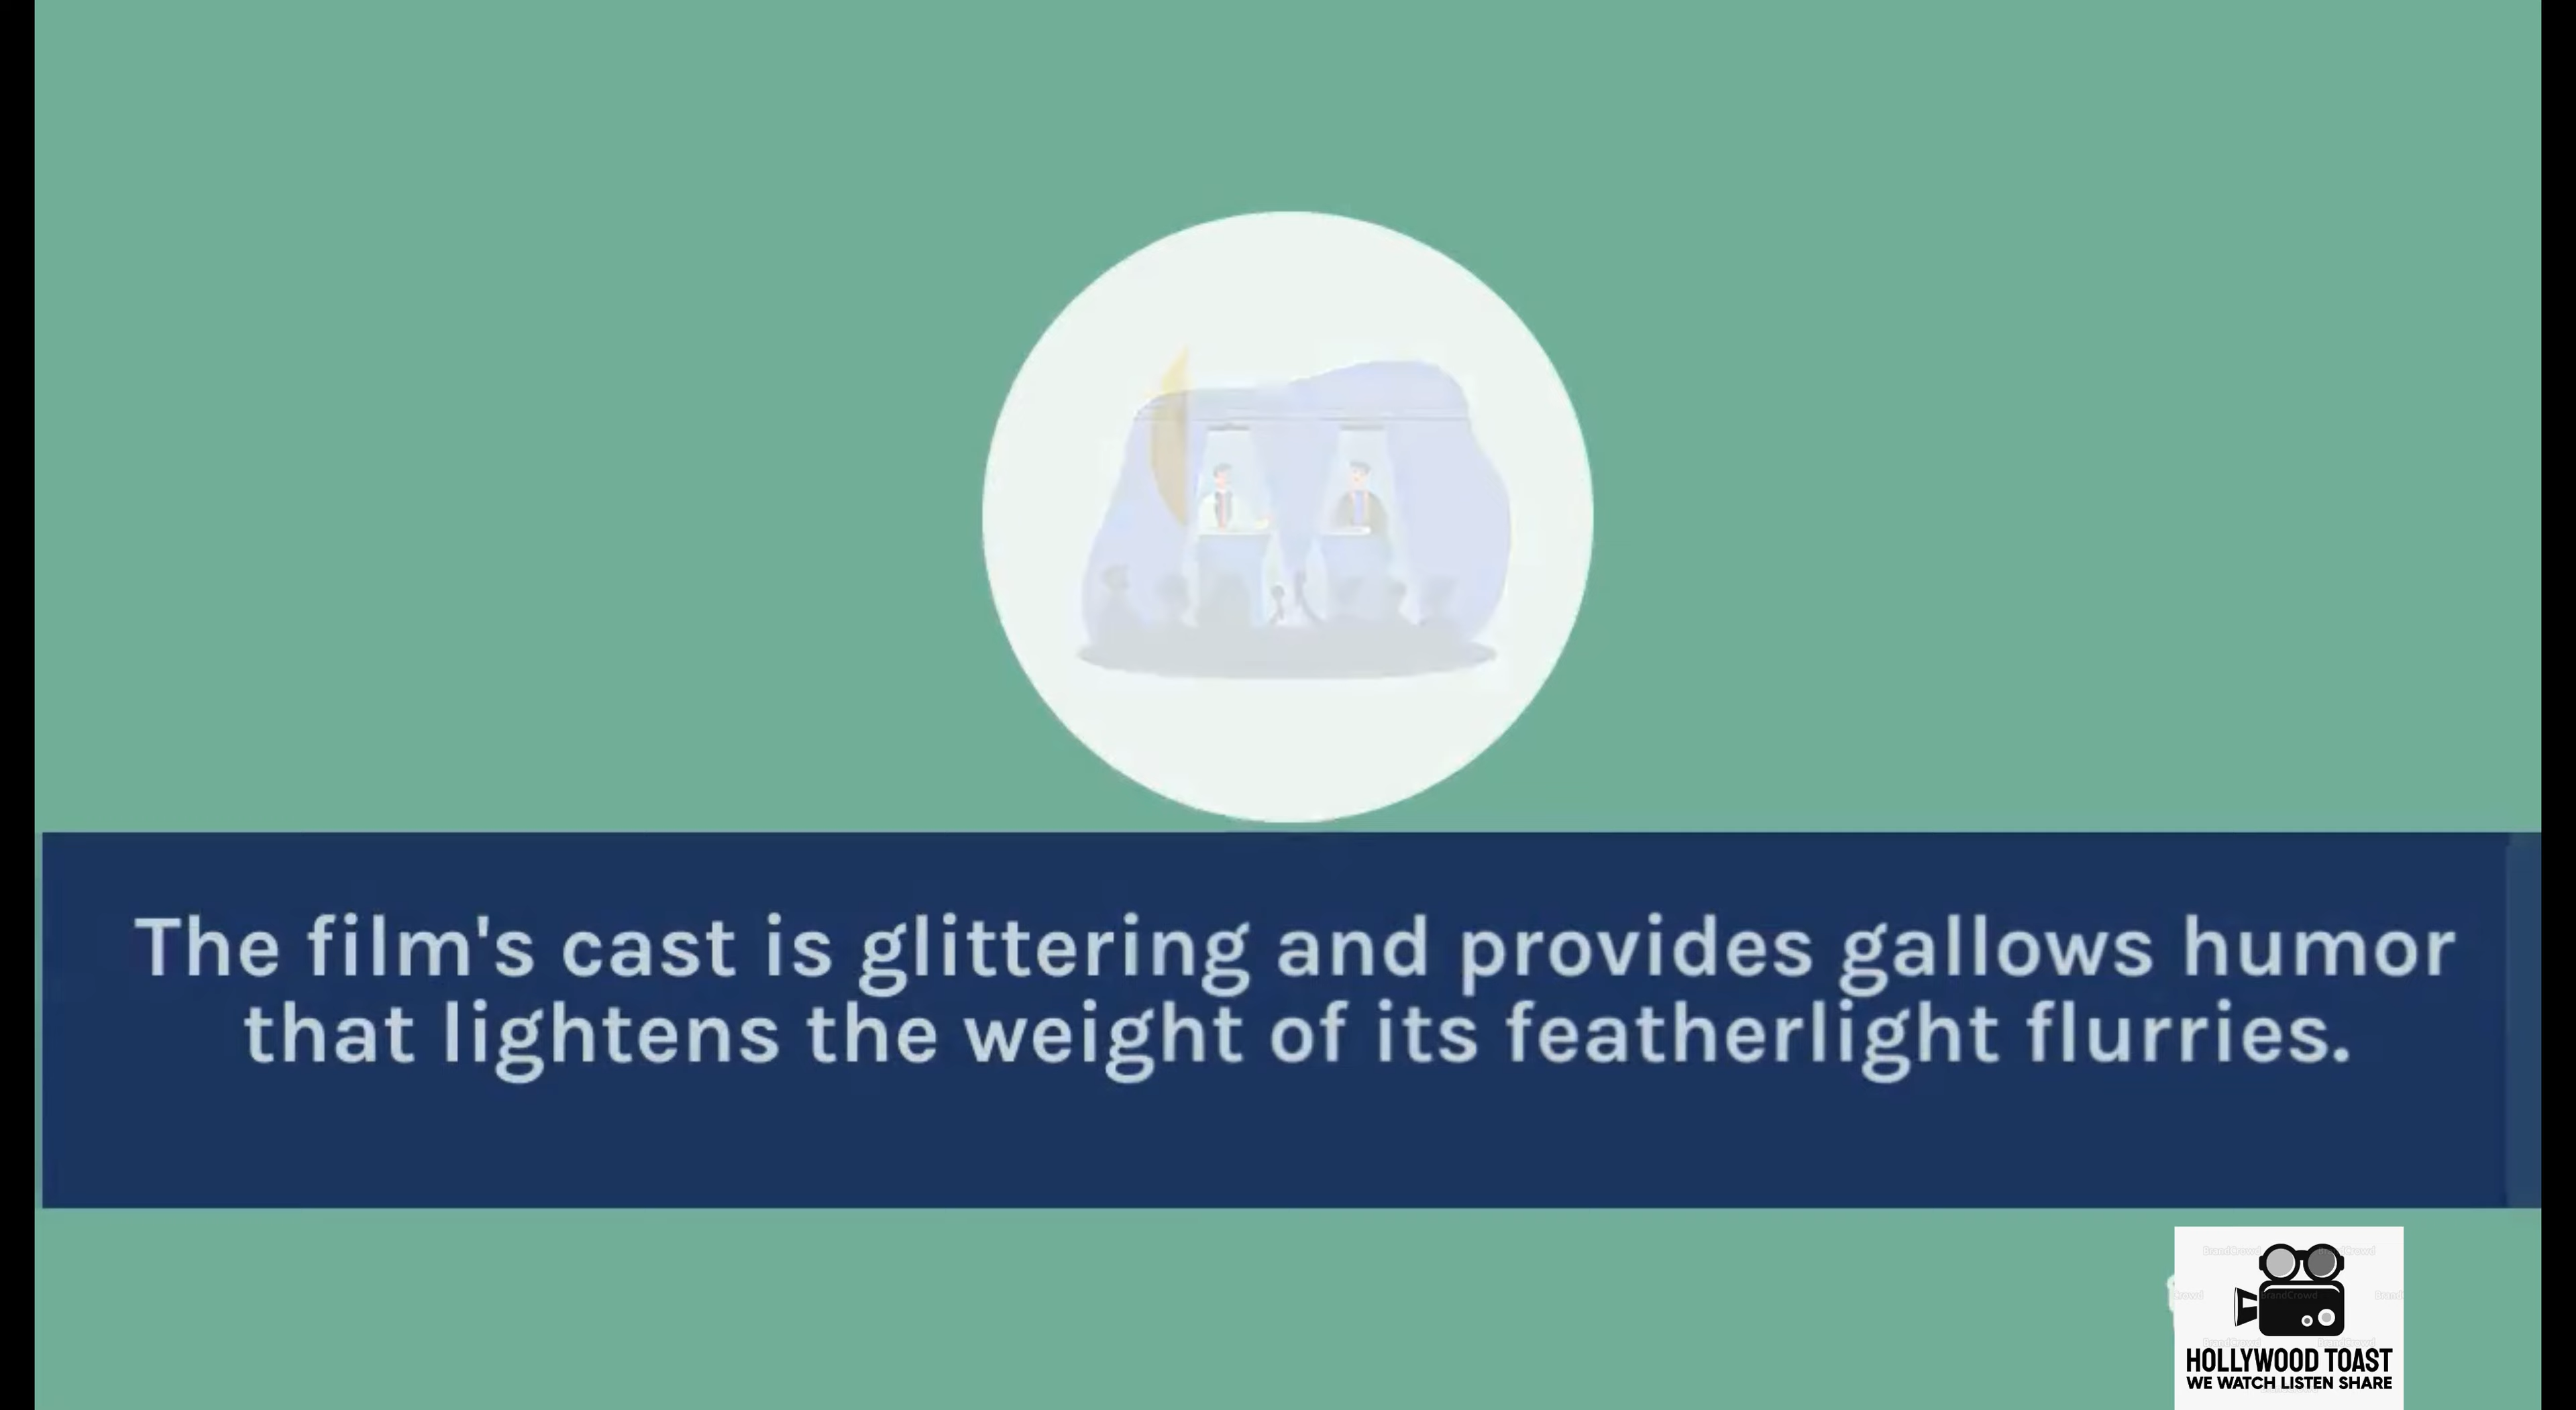 The film's cast is glittering and provides gallows humor
that lightens the weight of its featherlight flurries.
HOLLYWOOD TOAST
WE WATCH LISTEN SHARE